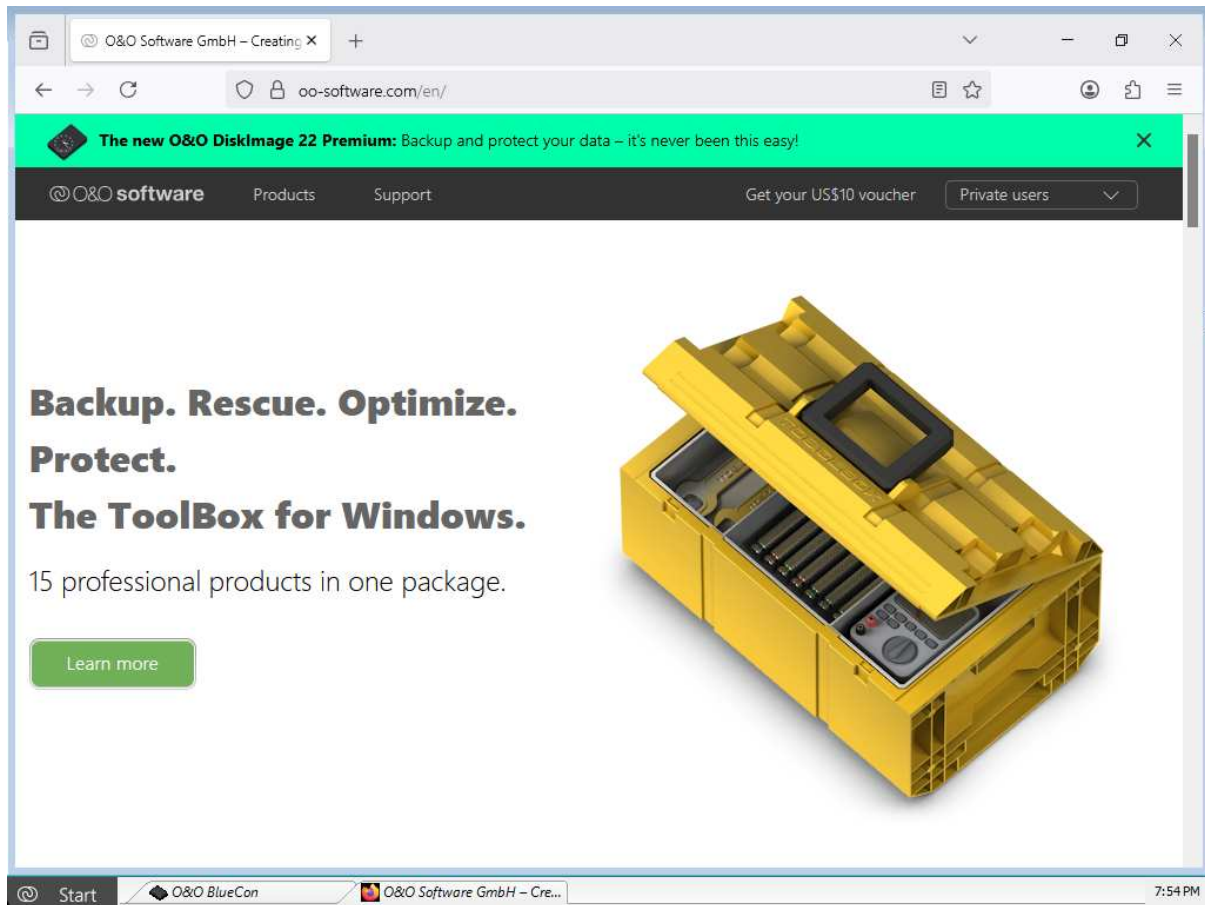 O&O Software GmbH – Creating
oo-software.com/en/
The new O&O DiskImage 22 Premium: Backup and protect your data – it's never been this easy!
O&O software Products Support Get your US$10 voucher Private users
Backup. Rescue. Optimize.
Protect.
The ToolBox for Windows.
15 professional products in one package.
Learn more
Start O&O BlueCon O&O Software GmbH – Cre... 7:54 PM